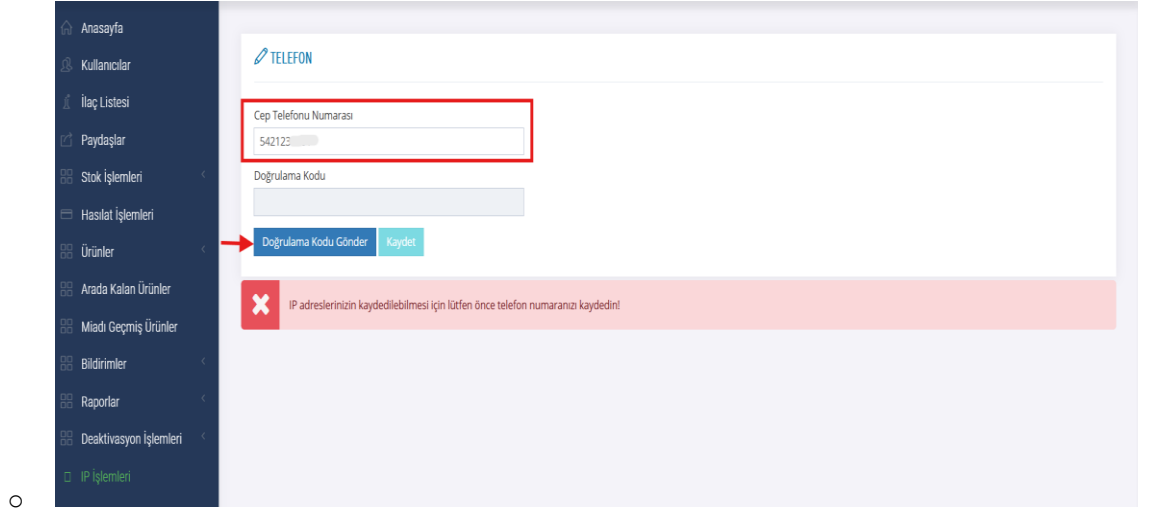 Anasayfa
Kullanıcılar
İlaç Listesi
Paydaşlar
Stok İşlemleri
Hasılat İşlemleri
Ürünler
Arada Kalan Ürünler
Miadı Geçmiş Ürünler
Bildirimler
Raporlar
Deaktivasyon İşlemleri
IP İşlemleri
TELEFON
Cep Telefonu Numarası
542123
Doğrulama Kodu
Doğrulama Kodu Gönder Kaydet
IP adreslerinizin kaydedilebilmesi için lütfen önce telefon numaranızı kaydedin!